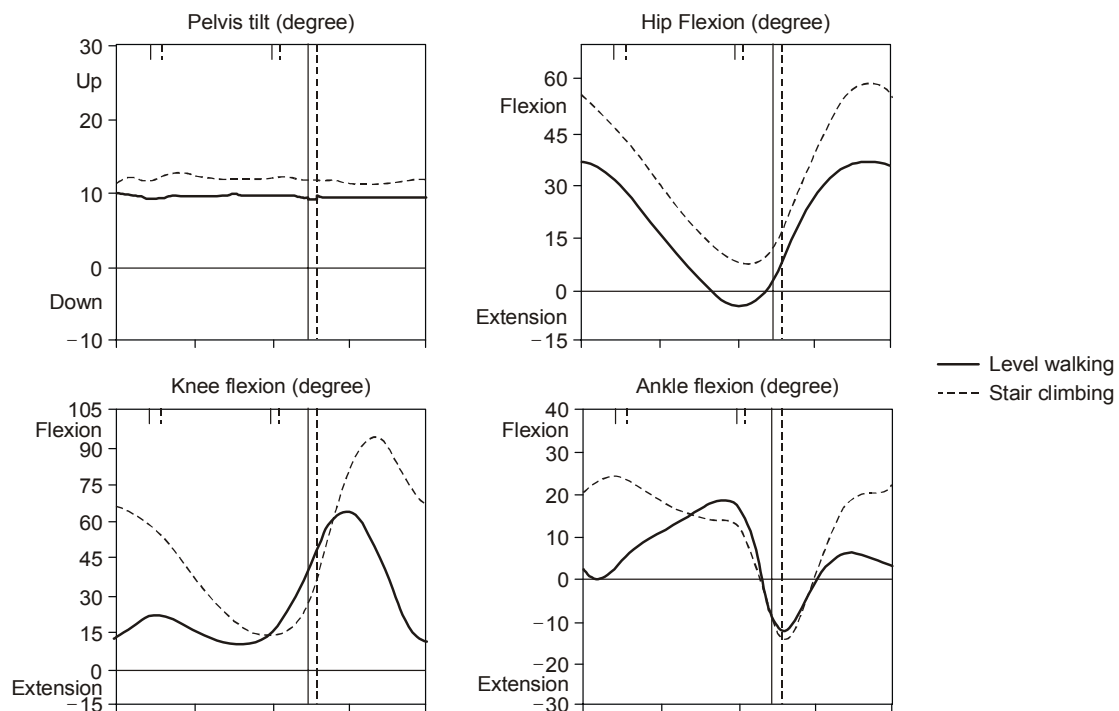 Pelvis tilt (degree)
30
Up
20
10
0
Down
−10
Hip Flexion (degree)
60
Flexion
45
30
15
0
Extension
−15
Knee flexion (degree)
105
Flexion
90
75
60
45
30
15
0
Extension
−15
Ankle flexion (degree)
40
Flexion
30
20
10
0
−10
−20
Extension
−30
Level walking
Stair climbing